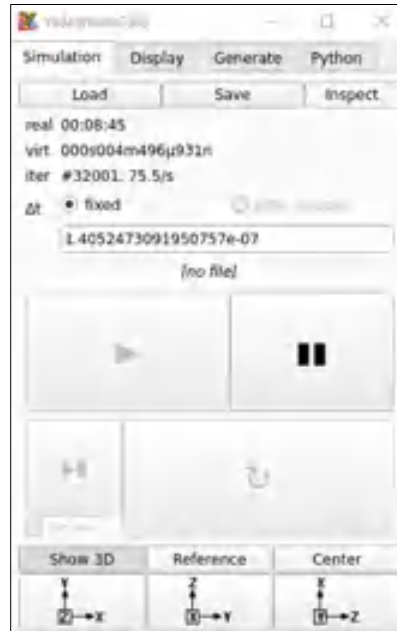 Simulation Display Generate Python
Load Save Inspect
real 00:08:45
virt 000s004m496µ931n
iter #32001. 75.5/s
Δt fixed
1.4052473091950757e-07
[no file]
Show 3D Reference Center
Y Z X
Z X X Y Y Z